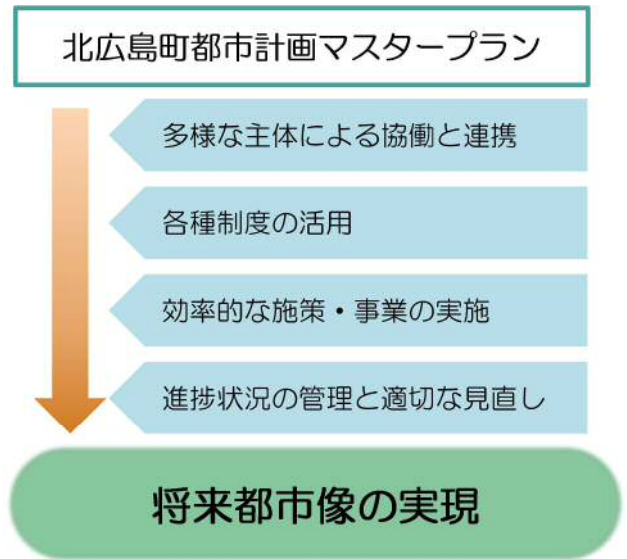 北広島町都市計画マスタープラン
多様な主体による協働と連携
各種制度の活用
効率的な施策・事業の実施
進捗状況の管理と適切な見直し
将来都市像の実現